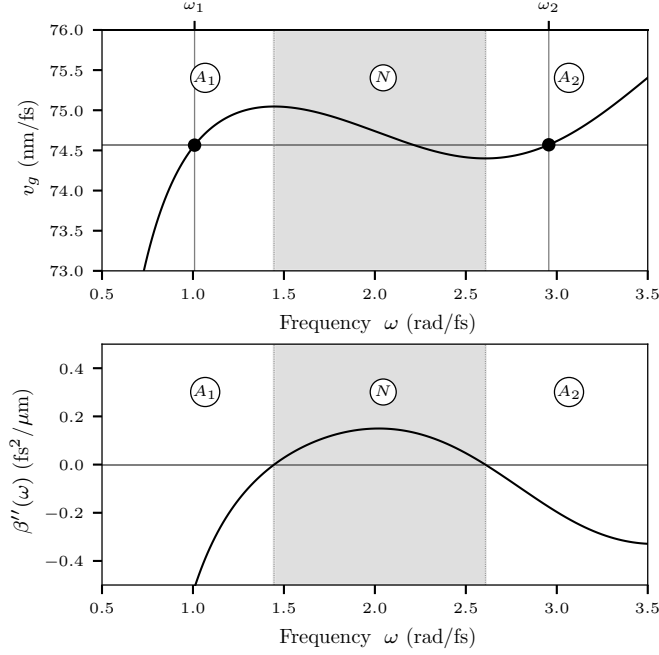 ω₁ ω₂
76.0
75.5
75.0
74.5
74.0
73.5
73.0
v_g (nm/fs)
A₁ N A₂
0.5 1.0 1.5 2.0 2.5 3.0 3.5
Frequency ω (rad/fs)
0.4
0.2
0.0
−0.2
−0.4
β′′(ω) (fs²/μm)
A₁ N A₂
0.5 1.0 1.5 2.0 2.5 3.0 3.5
Frequency ω (rad/fs)